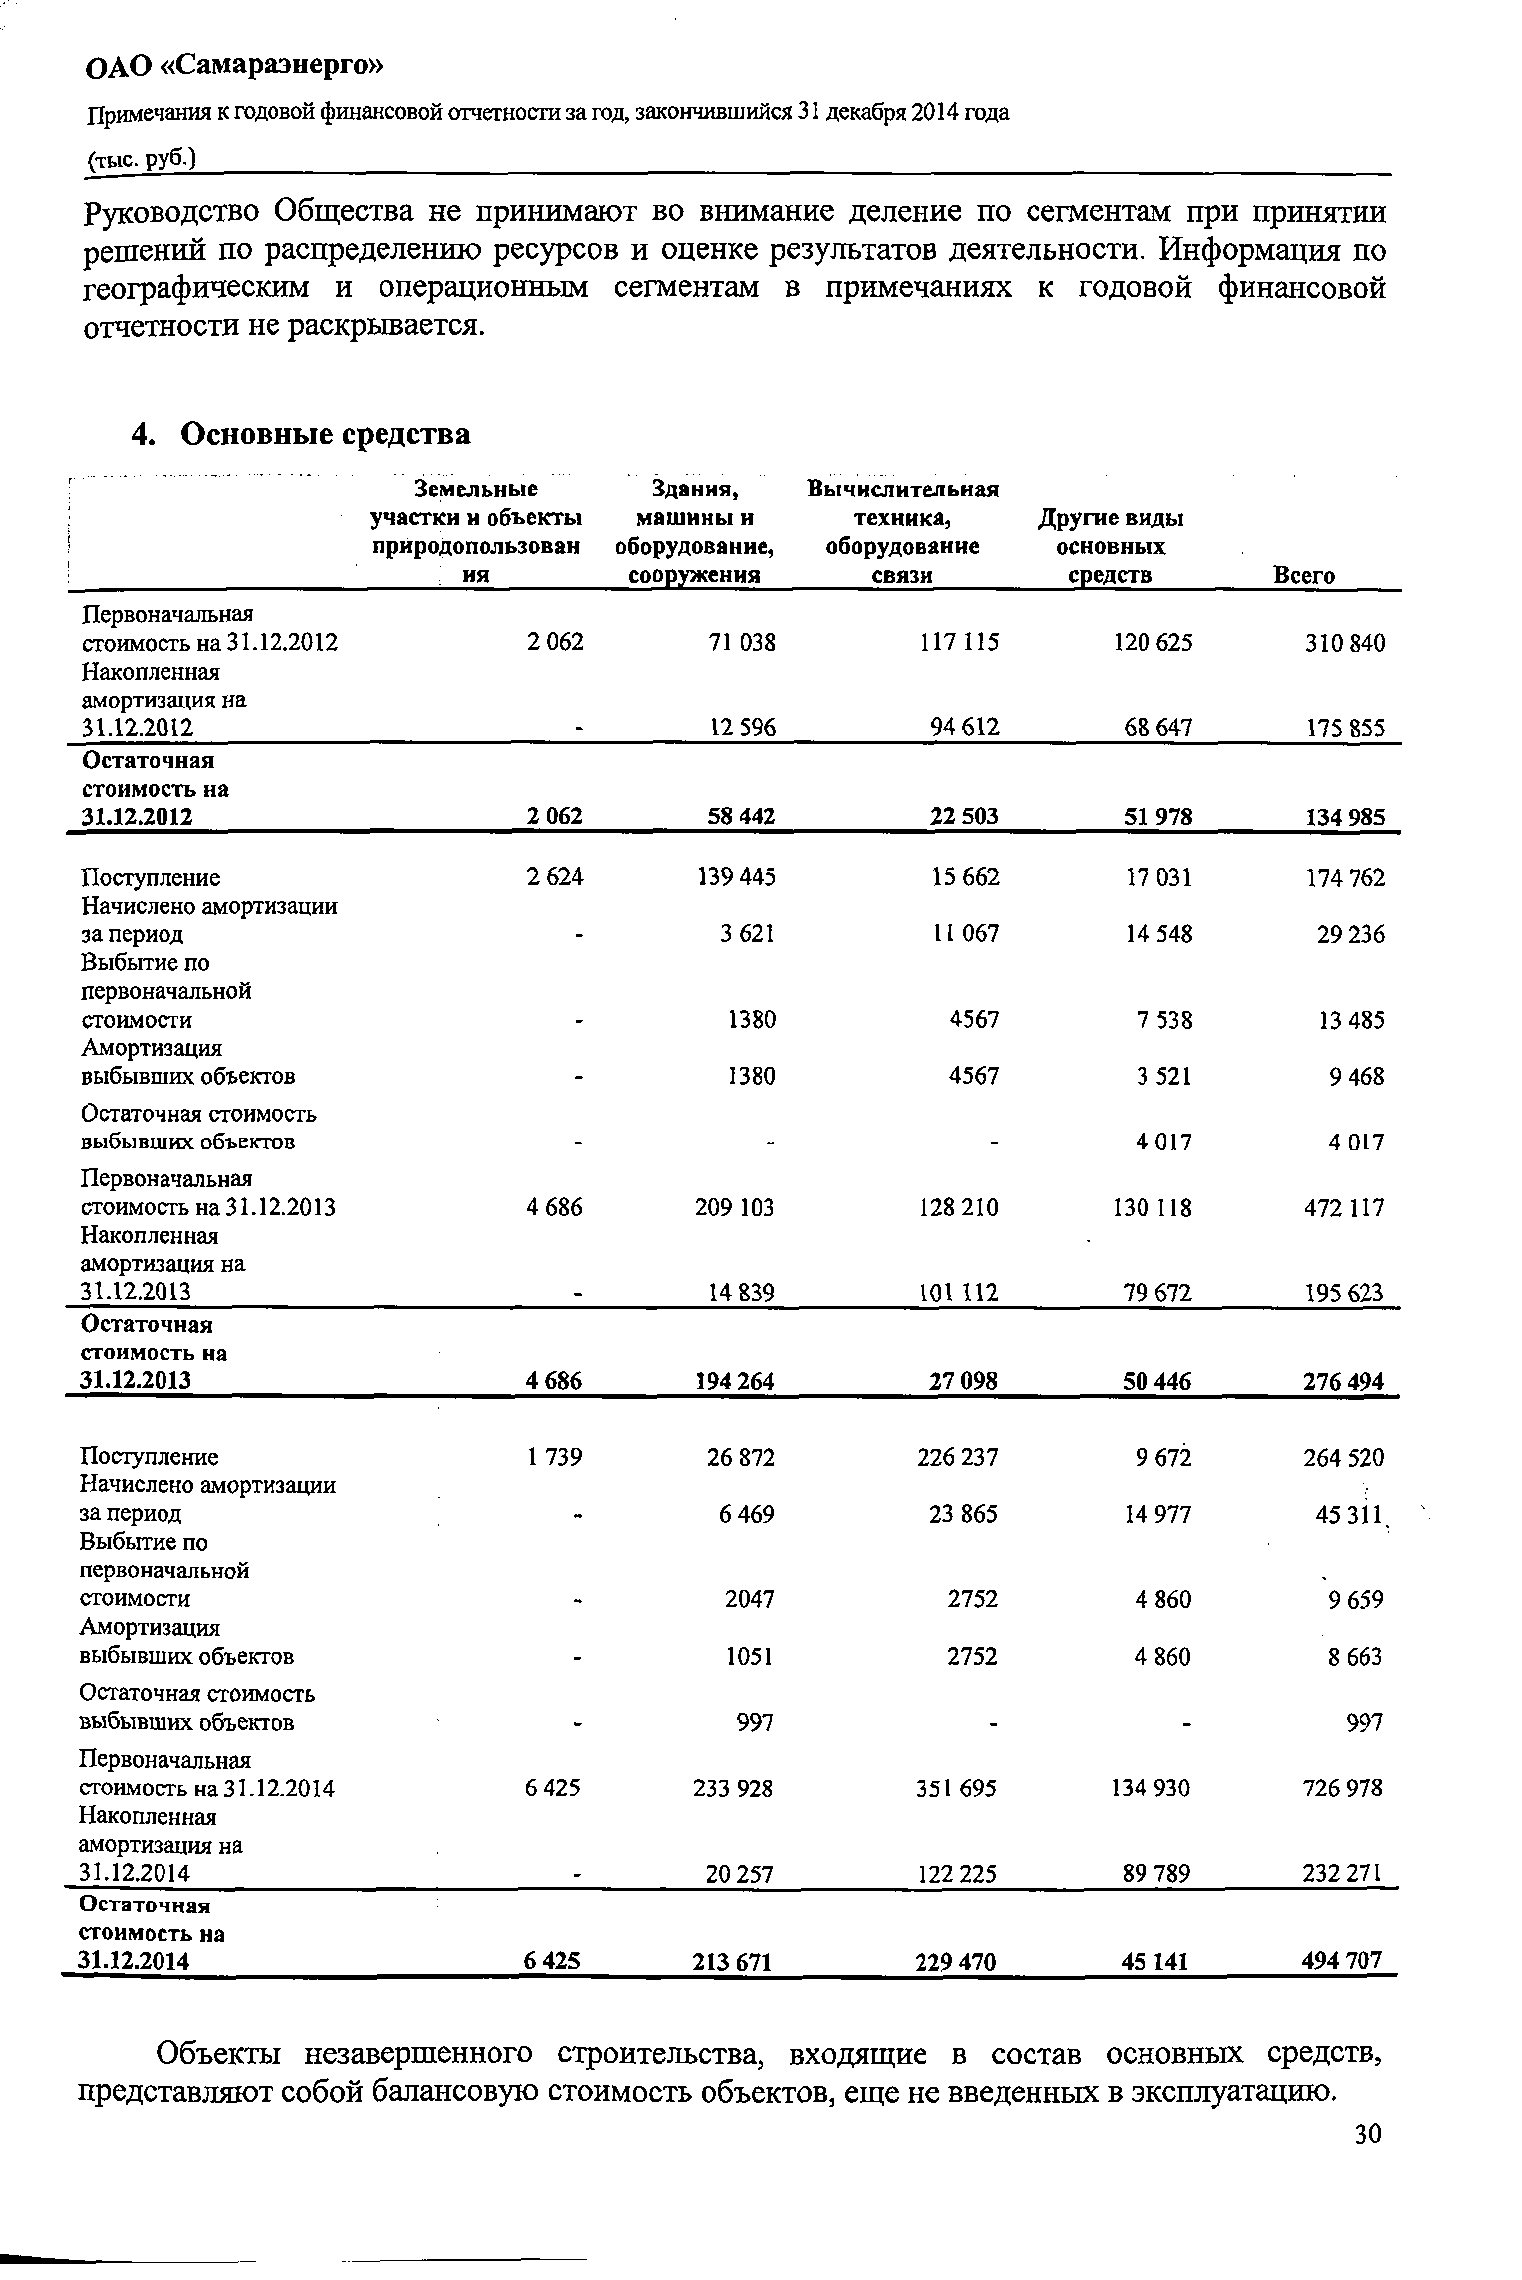 ОАО «Самараэнерго»
Примечания к годовой финансовой отчетности за год, закончившийся 31 декабря 2014 года
(тыс. руб.)
Руководство Общества не принимают во внимание деление по сегментам при принятии
решений по распределению ресурсов и оценке результатов деятельности. Информация по
географическим и операционным сегментам в примечаниях к годовой финансовой
отчетности не раскрывается.
4. Основные средства
Земельные Здания, Вычислительная
участки и объекты машины и техника, Другие виды
природопользован оборудование, оборудование основных
ия сооружения связи средств Всего
Первоначальная
стоимость на 31.12.2012 2 062 71 038 117 115 120 625 310 840
Накопленная
амортизация на
31.12.2012 - 12 596 94 612 68 647 175 855
Остаточная
стоимость на
31.12.2012 2 062 58 442 22 503 51 978 134 985
Поступление 2 624 139 445 15 662 17 031 174 762
Начислено амортизации
за период - 3 621 11 067 14 548 29 236
Выбытие по
первоначальной
стоимости - 1380 4567 7 538 13 485
Амортизация
выбывших объектов - 1380 4567 3 521 9 468
Остаточная стоимость
выбывших объектов - - - 4 017 4 017
Первоначальная
стоимость на 31.12.2013 4 686 209 103 128 210 130 118 472 117
Накопленная
амортизация на
31.12.2013 - 14 839 101 112 79 672 195 623
Остаточная
стоимость на
31.12.2013 4 686 194 264 27 098 50 446 276 494
Поступление 1 739 26 872 226 237 9 672 264 520
Начислено амортизации
за период - 6 469 23 865 14 977 45 311
Выбытие по
первоначальной
стоимости - 2047 2752 4 860 9 659
Амортизация
выбывших объектов - 1051 2752 4 860 8 663
Остаточная стоимость
выбывших объектов - 997 - - 997
Первоначальная
стоимость на 31.12.2014 6 425 233 928 351 695 134 930 726 978
Накопленная
амортизация на
31.12.2014 - 20 257 122 225 89 789 232 271
Остаточная
стоимость на
31.12.2014 6 425 213 671 229 470 45 141 494 707
Объекты незавершенного строительства, входящие в состав основных средств,
представляют собой балансовую стоимость объектов, еще не введенных в эксплуатацию.
30